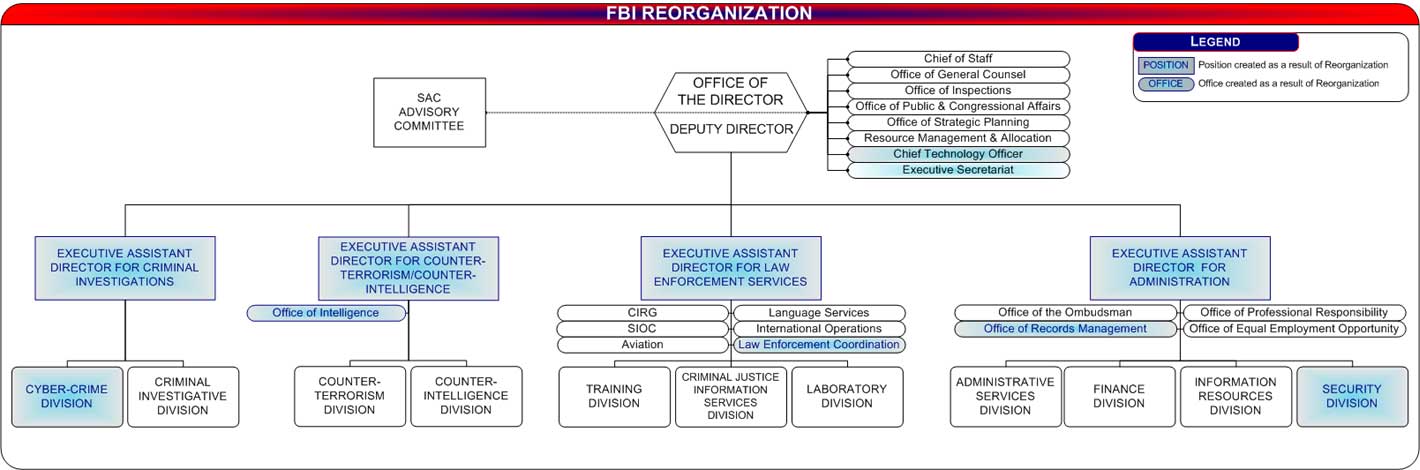 FBI REORGANIZATION
LEGEND
POSITION Position created as a result of Reorganization
OFFICE Office created as a result of Reorganization
SAC
ADVISORY
COMMITTEE
OFFICE OF
THE DIRECTOR
DEPUTY DIRECTOR
Chief of Staff
Office of General Counsel
Office of Inspections
Office of Public & Congressional Affairs
Office of Strategic Planning
Resource Management & Allocation
Chief Technology Officer
Executive Secretariat
EXECUTIVE ASSISTANT
DIRECTOR FOR CRIMINAL
INVESTIGATIONS
CYBER-CRIME
DIVISION
CRIMINAL
INVESTIGATIVE
DIVISION
EXECUTIVE ASSISTANT
DIRECTOR FOR COUNTER-
TERRORISM/COUNTER-
INTELLIGENCE
Office of Intelligence
COUNTER-
TERRORISM
DIVISION
COUNTER-
INTELLIGENCE
DIVISION
EXECUTIVE ASSISTANT
DIRECTOR FOR LAW
ENFORCEMENT SERVICES
CIRG
SIOC
Aviation
Language Services
International Operations
Law Enforcement Coordination
TRAINING
DIVISION
CRIMINAL JUSTICE
INFORMATION
SERVICES
DIVISION
LABORATORY
DIVISION
EXECUTIVE ASSISTANT
DIRECTOR FOR
ADMINISTRATION
Office of the Ombudsman
Office of Records Management
Office of Professional Responsibility
Office of Equal Employment Opportunity
ADMINISTRATIVE
SERVICES
DIVISION
FINANCE
DIVISION
INFORMATION
RESOURCES
DIVISION
SECURITY
DIVISION